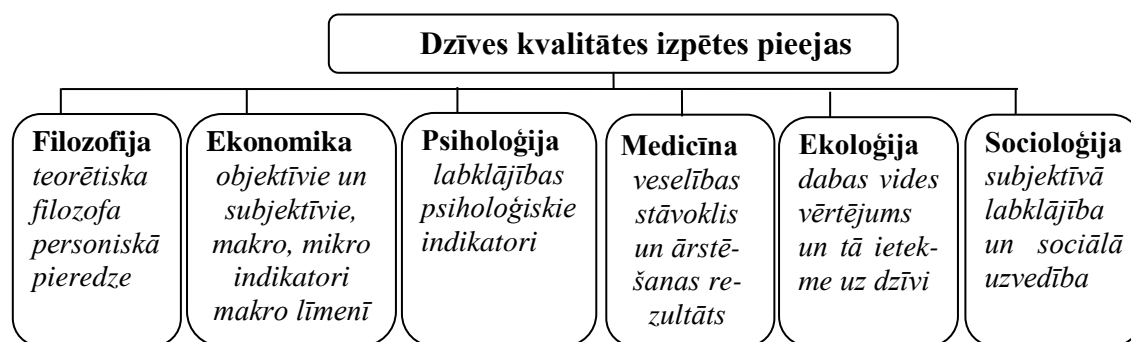 Dzīves kvalitātes izpētes pieejas
Filozofija
teorētiska
filozofa
personiskā
pieredze
Ekonomika
objektīvie un
subjektīvie,
makro, mikro
indikatori
makro līmenī
Psiholoģija
labklājības
psiholoģiskie
indikatori
Medicīna
veselības
stāvoklis
un ārstē-
šanas re-
zultāts
Ekoloģija
dabas vides
vērtējums
un tā ietek-
me uz dzīvi
Socioloģija
subjektīvā
labklājība
un sociālā
uzvedība